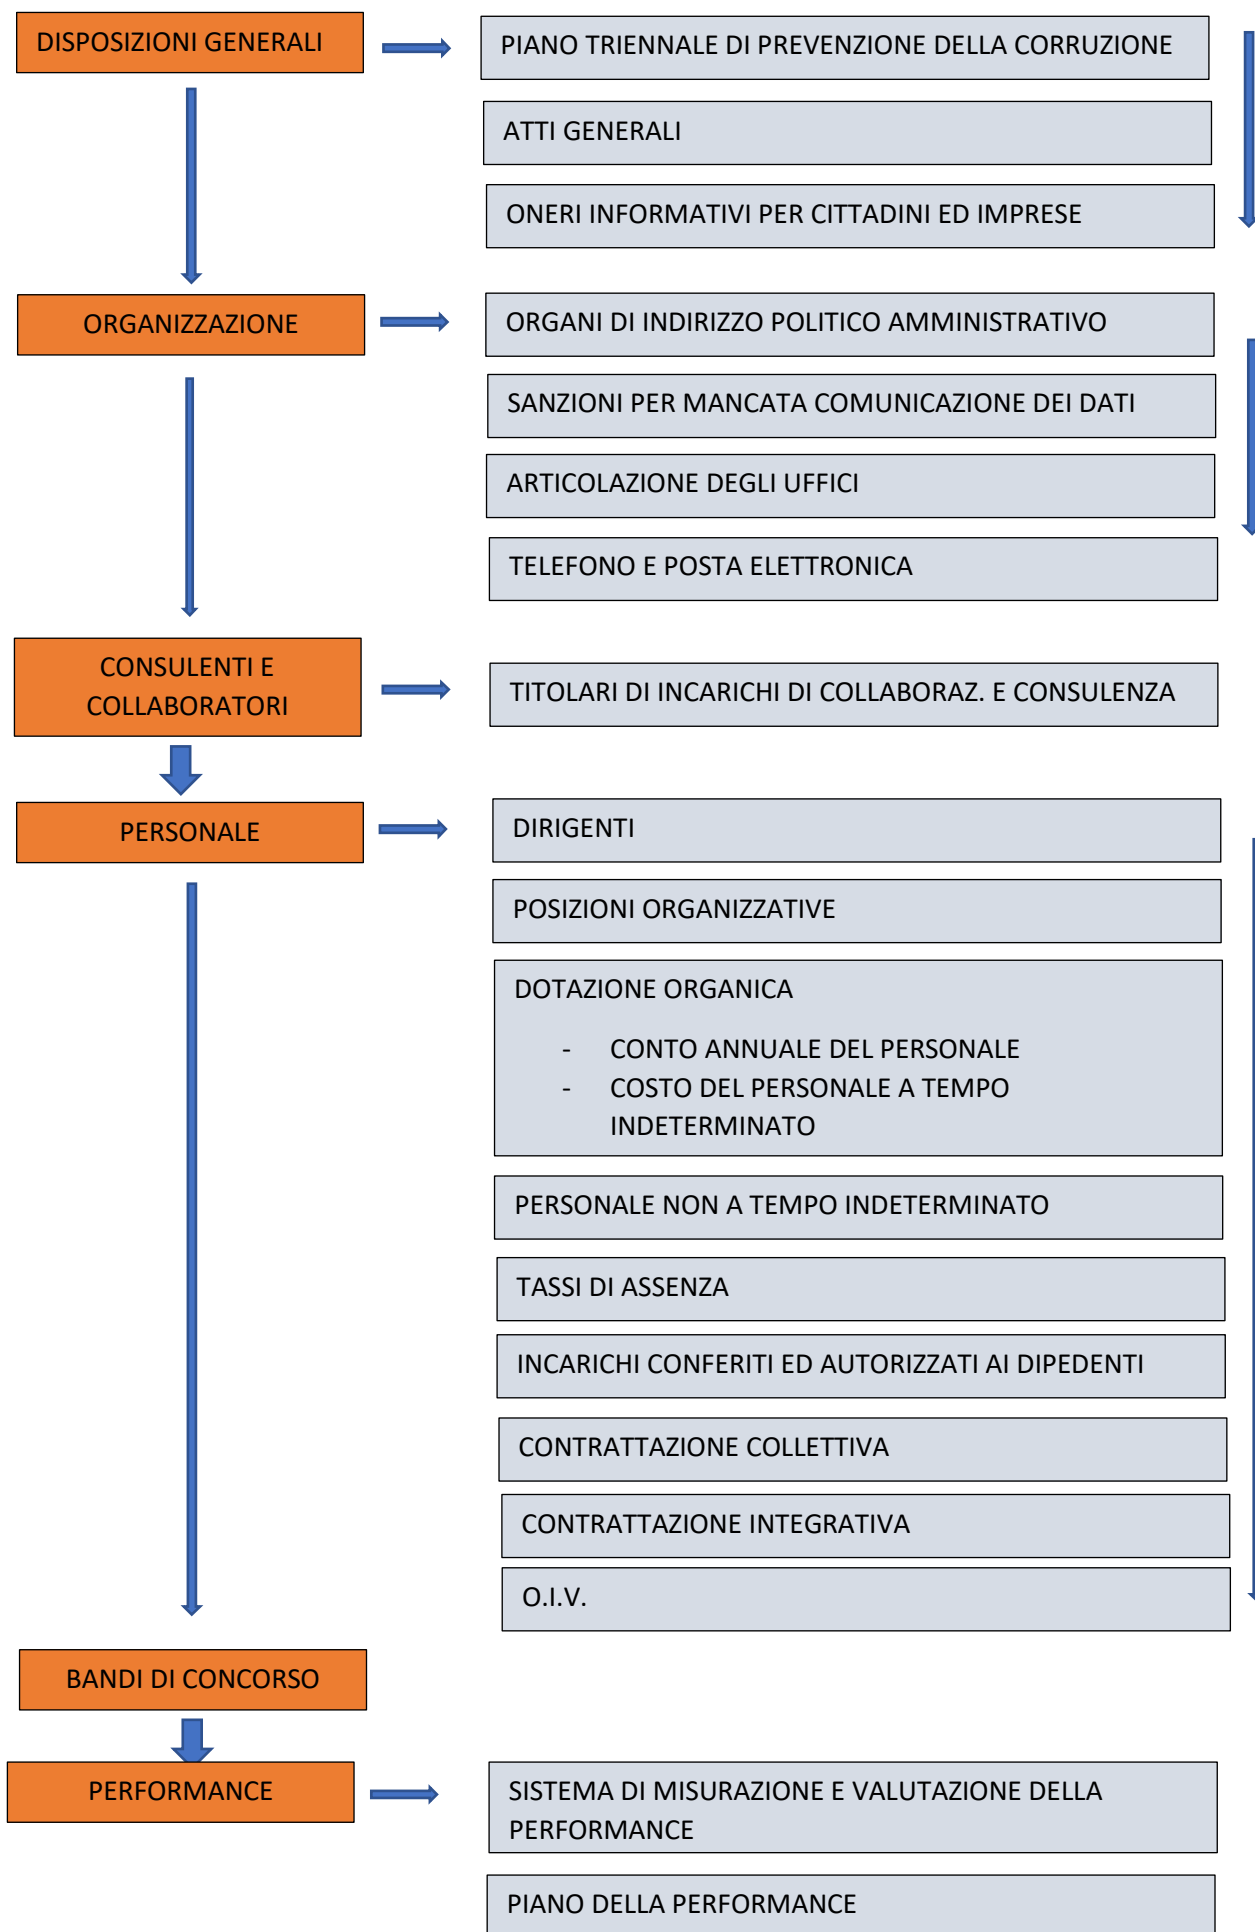 DISPOSIZIONI GENERALI
PIANO TRIENNALE DI PREVENZIONE DELLA CORRUZIONE
ATTI GENERALI
ONERI INFORMATIVI PER CITTADINI ED IMPRESE
ORGANIZZAZIONE
ORGANI DI INDIRIZZO POLITICO AMMINISTRATIVO
SANZIONI PER MANCATA COMUNICAZIONE DEI DATI
ARTICOLAZIONE DEGLI UFFICI
TELEFONO E POSTA ELETTRONICA
CONSULENTI E
COLLABORATORI
TITOLARI DI INCARICHI DI COLLABORAZ. E CONSULENZA
PERSONALE
DIRIGENTI
POSIZIONI ORGANIZZATIVE
DOTAZIONE ORGANICA
- CONTO ANNUALE DEL PERSONALE
- COSTO DEL PERSONALE A TEMPO
INDETERMINATO
PERSONALE NON A TEMPO INDETERMINATO
TASSI DI ASSENZA
INCARICHI CONFERITI ED AUTORIZZATI AI DIPEDENTI
CONTRATTAZIONE COLLETTIVA
CONTRATTAZIONE INTEGRATIVA
O.I.V.
BANDI DI CONCORSO
PERFORMANCE
SISTEMA DI MISURAZIONE E VALUTAZIONE DELLA
PERFORMANCE
PIANO DELLA PERFORMANCE